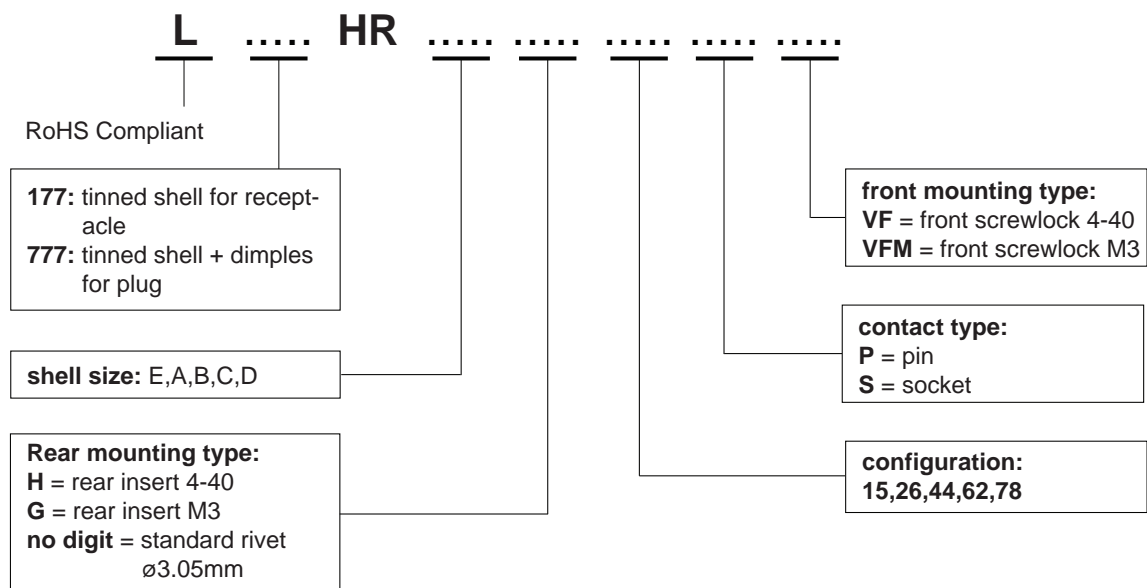 L ..... HR ..... ..... ..... ..... .....
RoHS Compliant
177: tinned shell for recept-
acle
777: tinned shell + dimples
for plug
shell size: E,A,B,C,D
Rear mounting type:
H = rear insert 4-40
G = rear insert M3
no digit = standard rivet
ø3.05mm
front mounting type:
VF = front screwlock 4-40
VFM = front screwlock M3
contact type:
P = pin
S = socket
configuration:
15,26,44,62,78